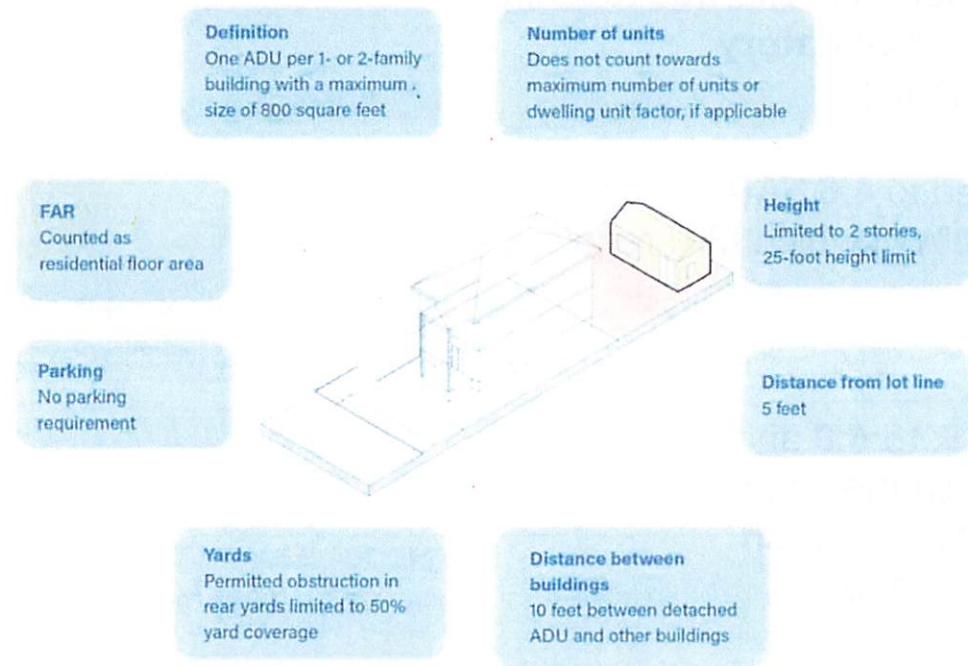 Definition
One ADU per 1- or 2-family
building with a maximum
size of 800 square feet
Number of units
Does not count towards
maximum number of units or
dwelling unit factor, if applicable
FAR
Counted as
residential floor area
Height
Limited to 2 stories,
25-foot height limit
Parking
No parking
requirement
Distance from lot line
5 feet
Yards
Permitted obstruction in
rear yards limited to 50%
yard coverage
Distance between
buildings
10 feet between detached
ADU and other buildings